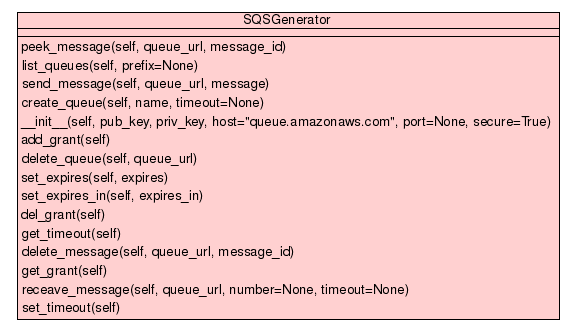 SQSGenerator
peek_message(self, queue_url, message_id)
list_queues(self, prefix=None)
send_message(self, queue_url, message)
create_queue(self, name, timeout=None)
__init__(self, pub_key, priv_key, host="queue.amazonaws.com", port=None, secure=True)
add_grant(self)
delete_queue(self, queue_url)
set_expires(self, expires)
set_expires_in(self, expires_in)
del_grant(self)
get_timeout(self)
delete_message(self, queue_url, message_id)
get_grant(self)
receave_message(self, queue_url, number=None, timeout=None)
set_timeout(self)